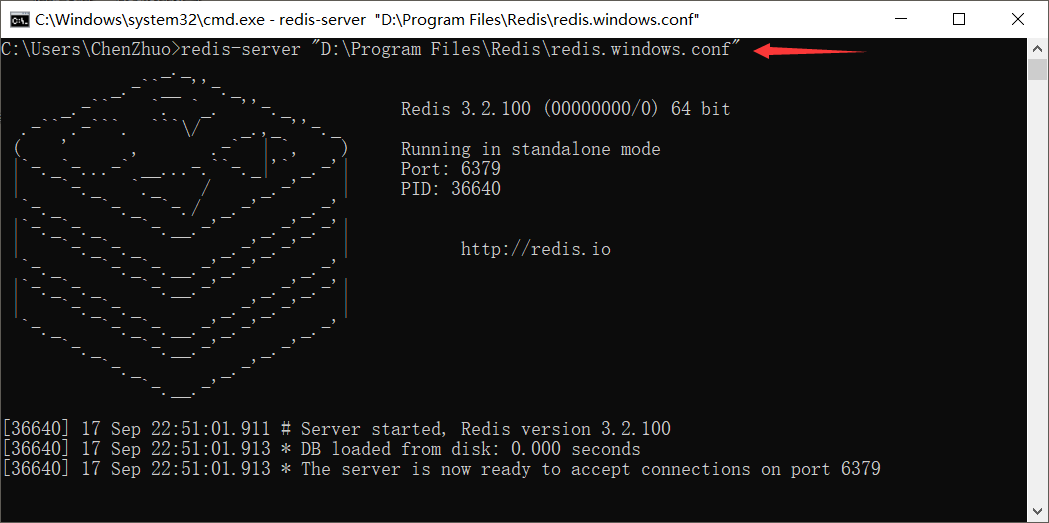 C:\Windows\system32\cmd.exe - redis-server  "D:\Program Files\Redis\redis.windows.conf"
C:\Users\ChenZhuo>redis-server "D:\Program Files\Redis\redis.windows.conf"
Redis 3.2.100 (00000000/0) 64 bit
Running in standalone mode
Port: 6379
PID: 36640
http://redis.io
[36640] 17 Sep 22:51:01.911 # Server started, Redis version 3.2.100
[36640] 17 Sep 22:51:01.913 * DB loaded from disk: 0.000 seconds
[36640] 17 Sep 22:51:01.913 * The server is now ready to accept connections on port 6379